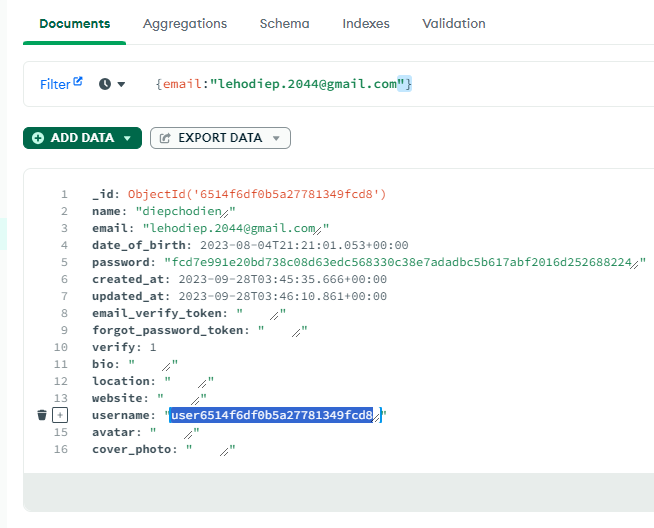 Documents Aggregations Schema Indexes Validation
Filter {email:"lehodiep.2044@gmail.com"}
ADD DATA EXPORT DATA
1 _id: ObjectId('6514f6df0b5a27781349fcd8')
2 name: "diepchodien"
3 email: "lehodiep.2044@gmail.com"
4 date_of_birth: 2023-08-04T21:21:01.053+00:00
5 password: "fcd7e991e20bd738c08d63edc568330c38e7adadbc5b617abf2016d252688224"
6 created_at: 2023-09-28T03:45:35.666+00:00
7 updated_at: 2023-09-28T03:46:10.861+00:00
8 email_verify_token: ""
9 forgot_password_token: ""
10 verify: 1
11 bio: ""
12 location: ""
13 website: ""
username: "user6514f6df0b5a27781349fcd8"
15 avatar: ""
16 cover_photo: ""